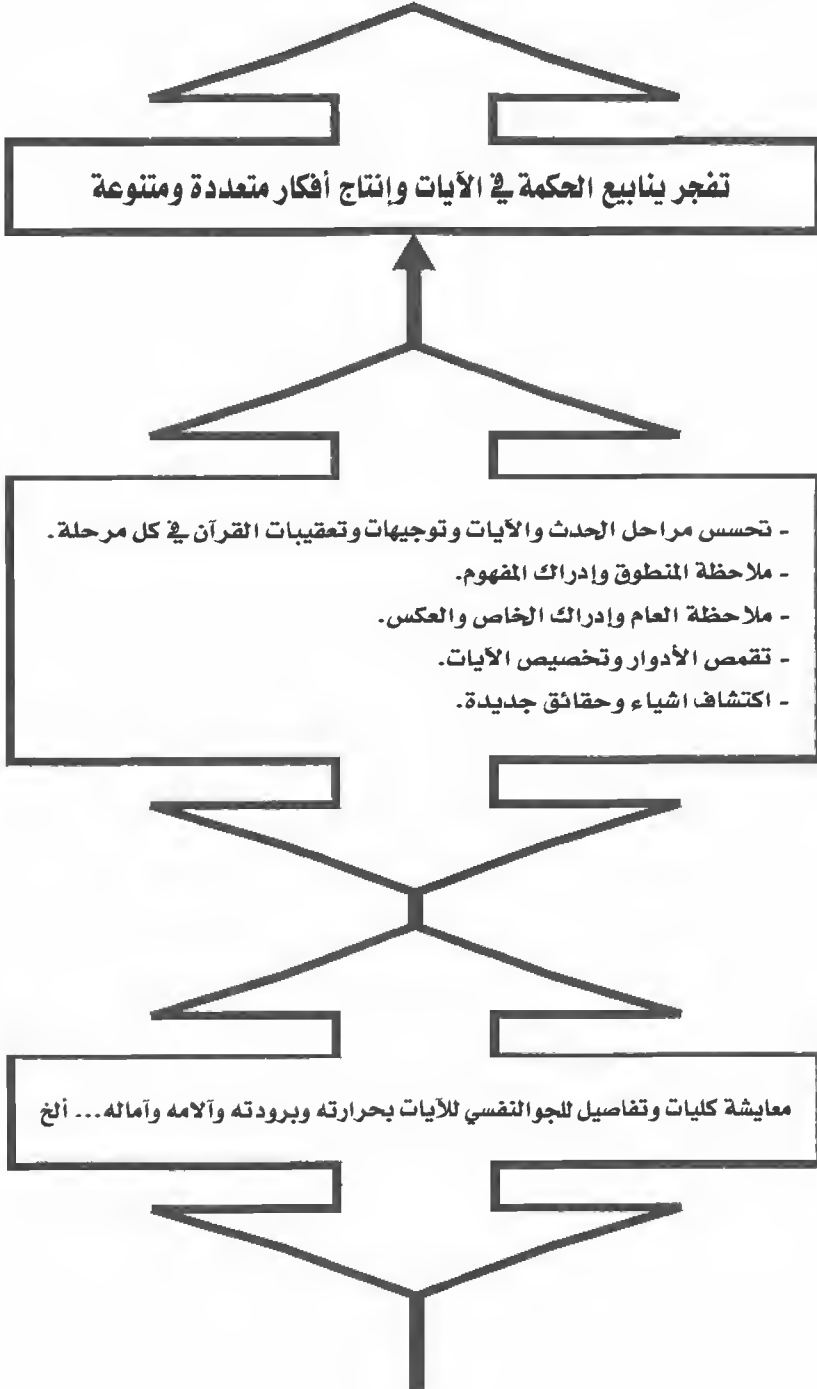 تفجر ينابيع الحكمة في الآيات وإنتاج أفكار متعددة ومتنوعة
- تحسس مراحل الحدث والآيات وتوجيهات وتعقيبات القرآن في كل مرحلة.
- ملاحظة المنطوق وإدراك المفهوم.
- ملاحظة العام وإدراك الخاص والعكس.
- تقمص الأدوار وتخصيص الآيات.
- اكتشاف اشياء وحقائق جديدة.
معايشة كليات وتفاصيل للجو النفسي للآيات بحرارته وبرودته وآلامه وآماله... ألخ